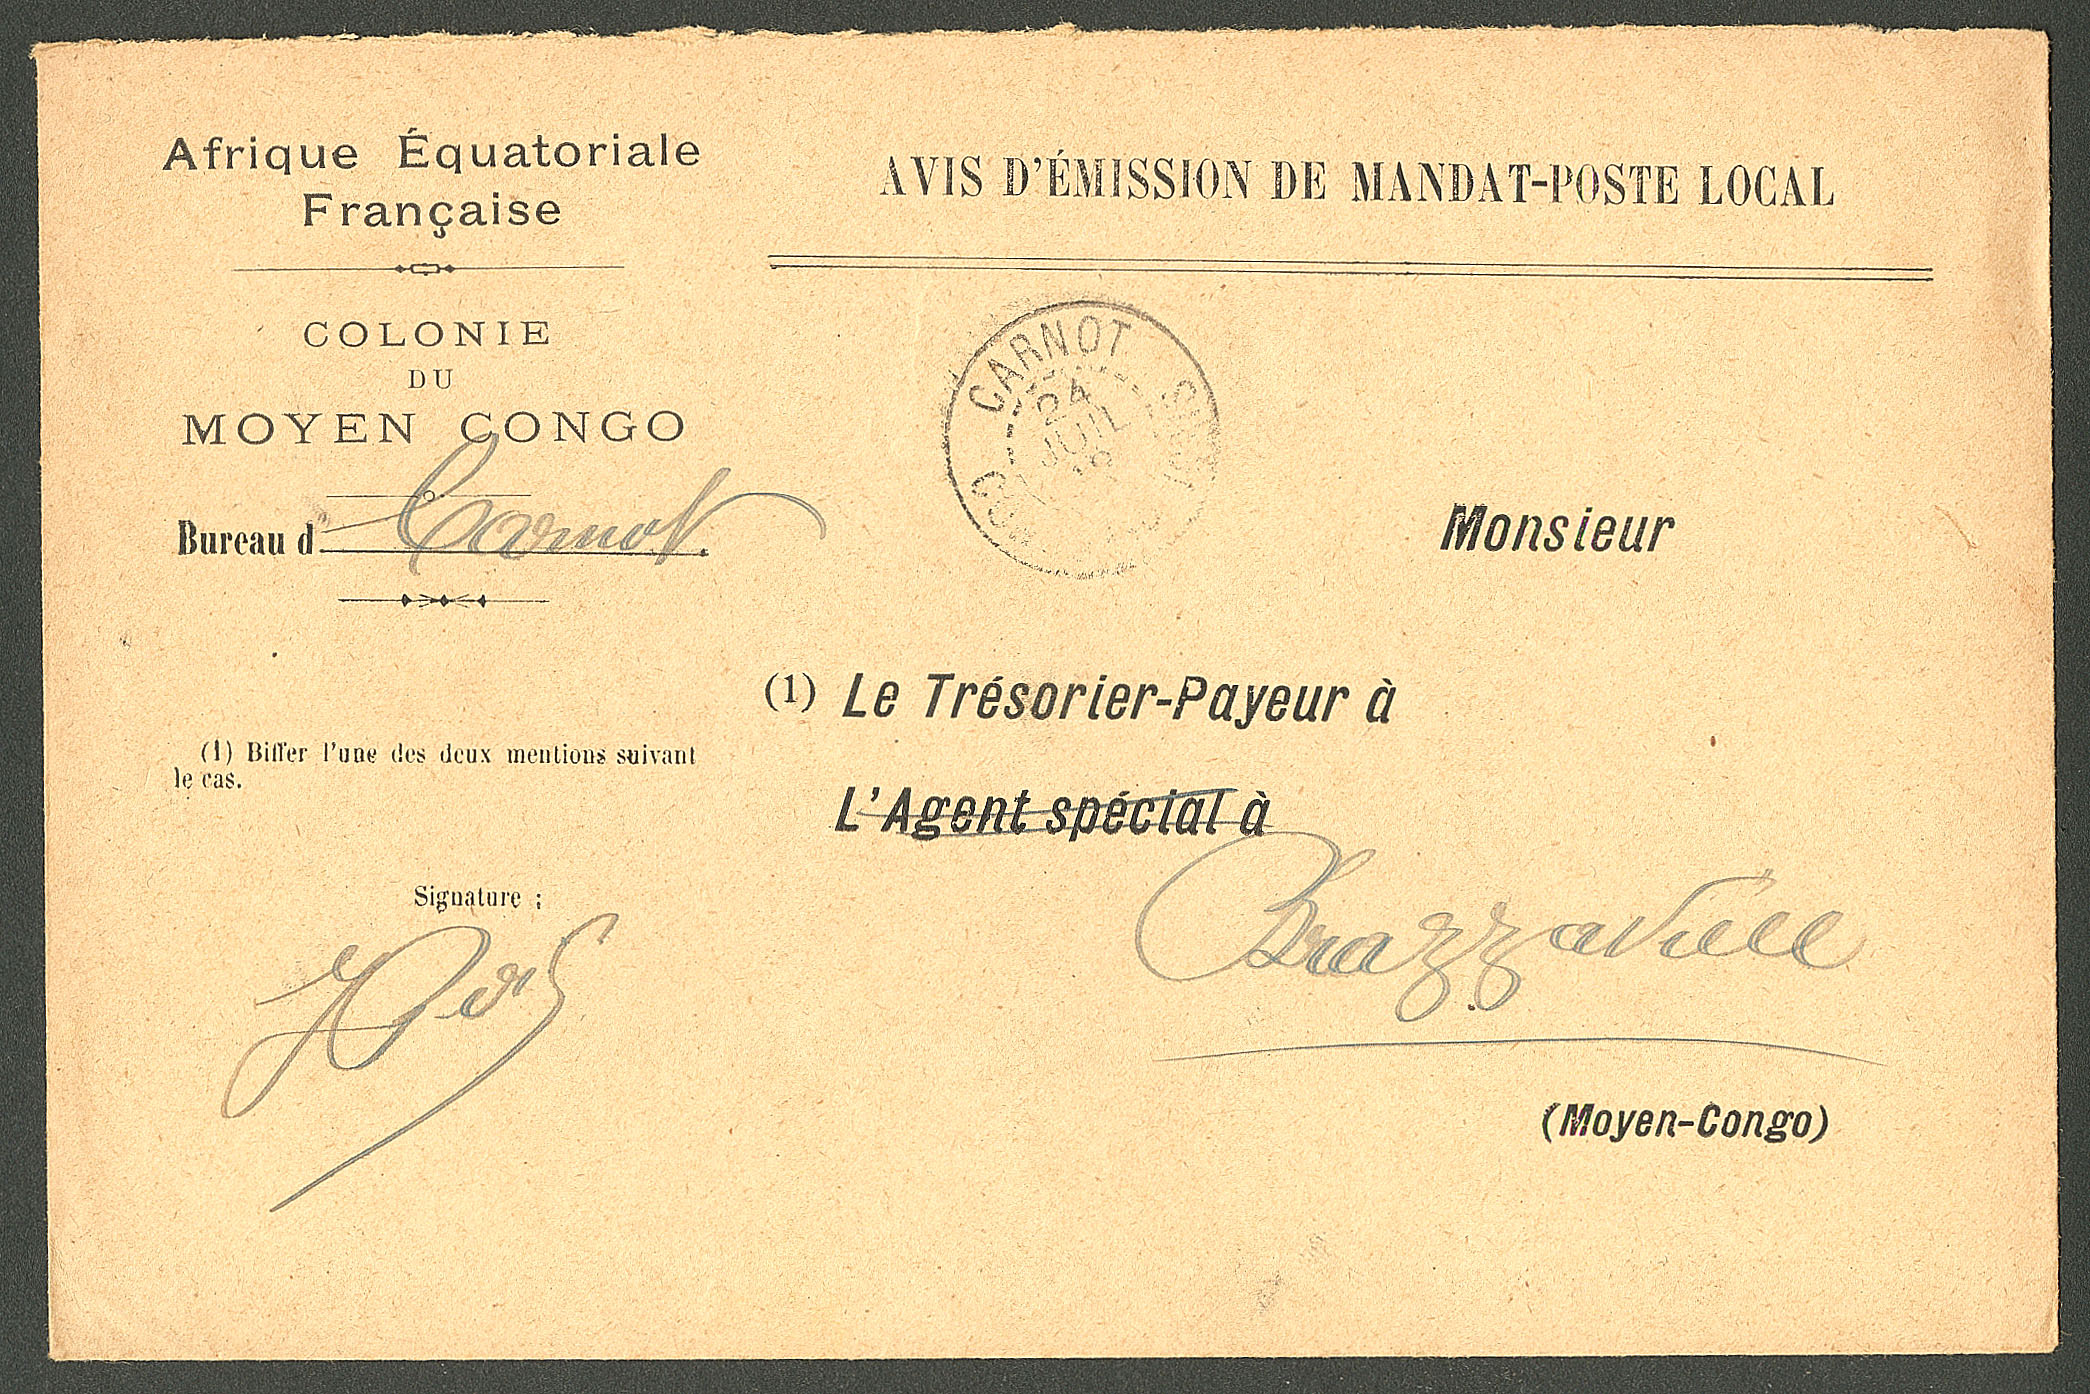 Afrique Équatoriale
Française
COLONIE
DU
MOYEN CONGO
Bureau d Carnot.
(1) Biffer l'une des deux mentions suivant
le cas.
Signature :
AVIS D'ÉMISSION DE MANDAT-POSTE LOCAL
CARNOT
24
JUIL
Monsieur
(1) Le Trésorier-Payeur à
L'Agent spécial à
Brazzaville
(Moyen-Congo)